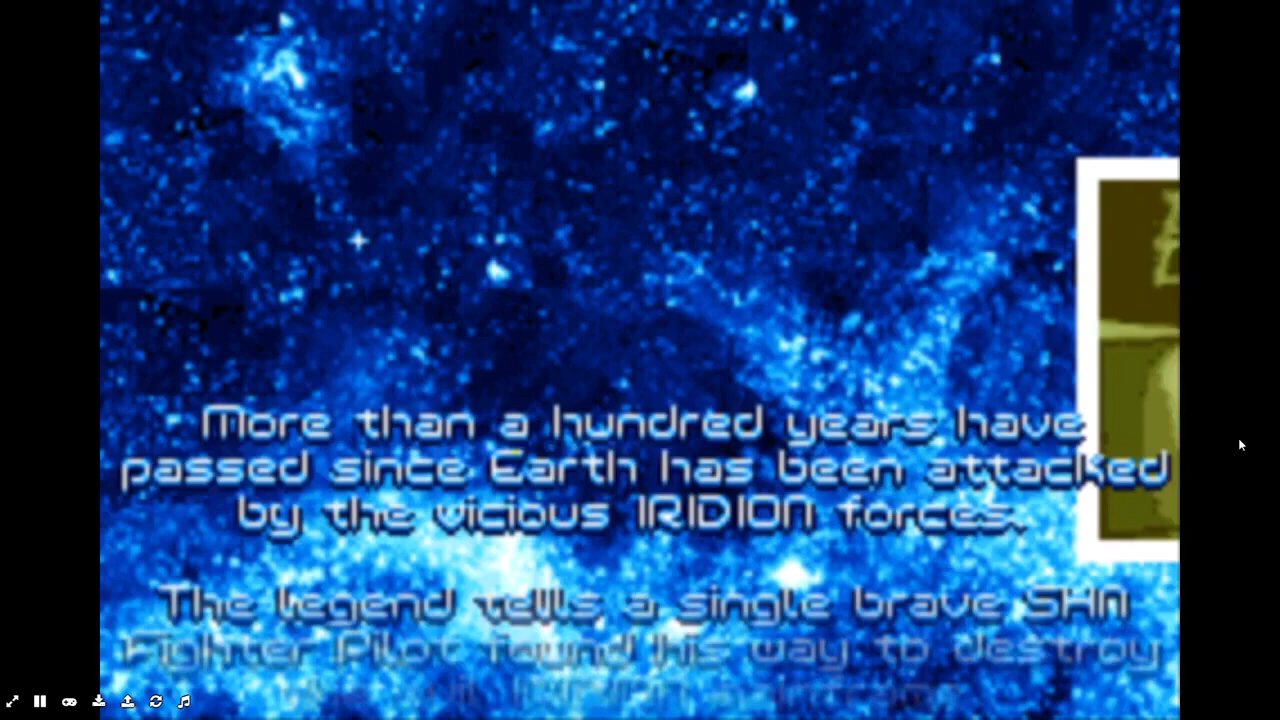 More than a hundred years have
passed since Earth has been attacked
by the vicious IRIDION forces.
The legend tells a single brave SHN
Fighter Pilot found his way to destroy
IRIDION